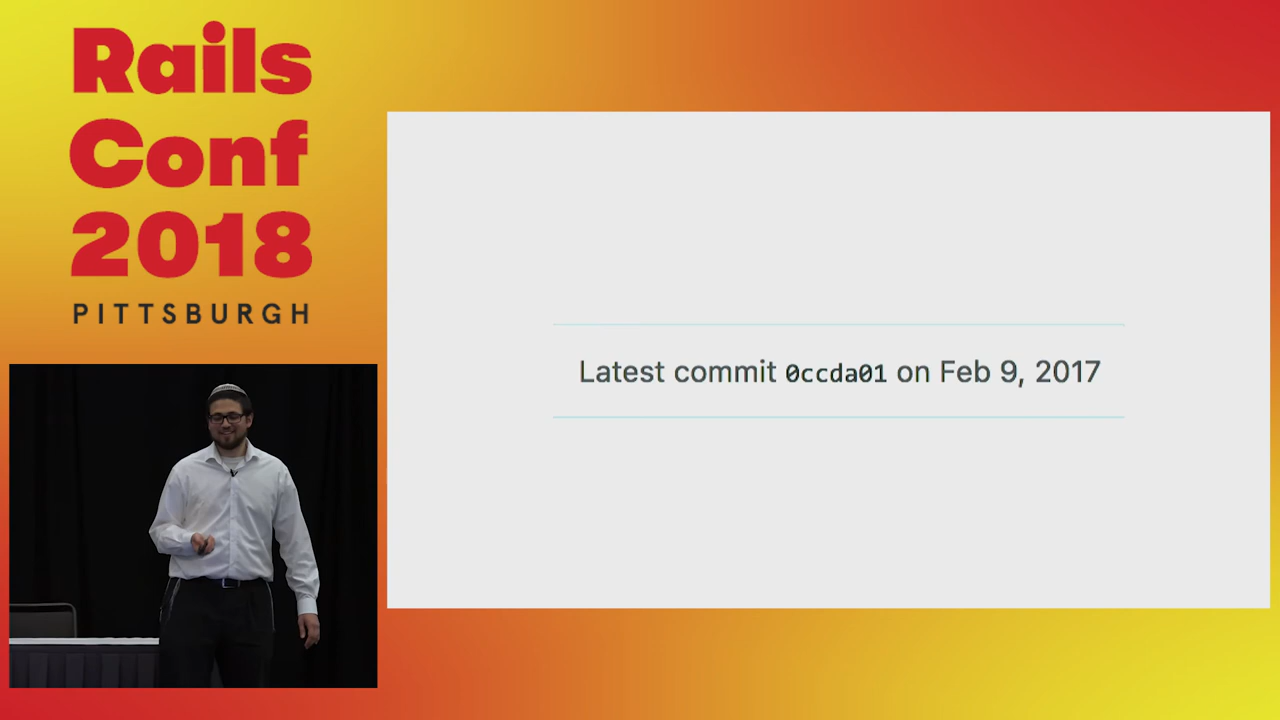 Rails
Conf
2018
PITTSBURGH
Latest commit 0ccda01 on Feb 9, 2017